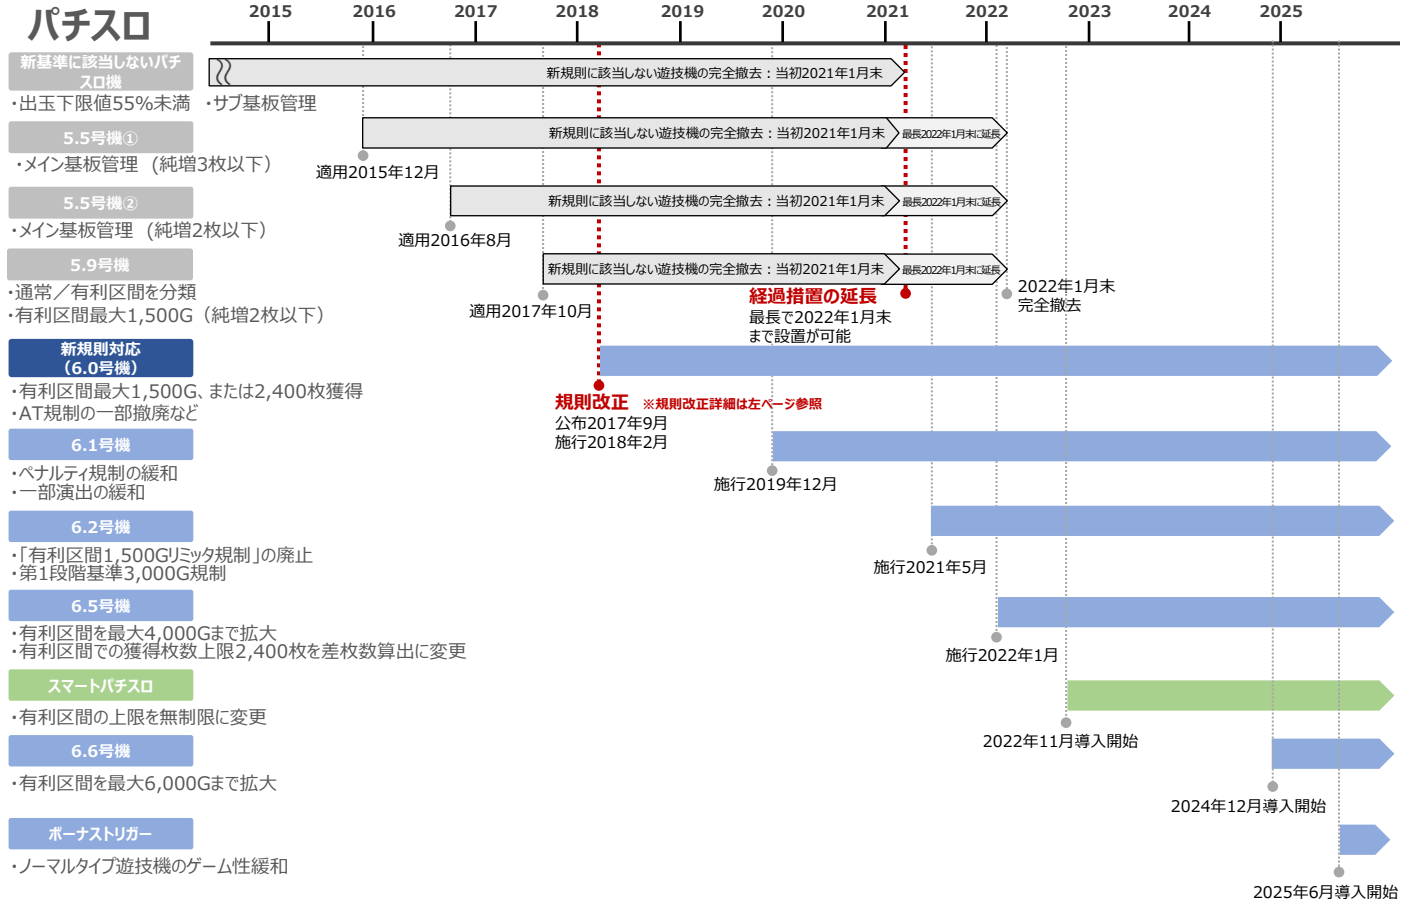 パチスロ
2015 2016 2017 2018 2019 2020 2021 2022 2023 2024 2025
新基準に該当しないパチ
スロ機
新規則に該当しない遊技機の完全撤去：当初2021年1月末
・出玉下限値55%未満 ・サブ基板管理
5.5号機①
新規則に該当しない遊技機の完全撤去：当初2021年1月末 最長2022年1月末に延長
・メイン基板管理 (純増3枚以下)
適用2015年12月
5.5号機②
新規則に該当しない遊技機の完全撤去：当初2021年1月末 最長2022年1月末に延長
・メイン基板管理 (純増2枚以下)
適用2016年8月
5.9号機
新規則に該当しない遊技機の完全撤去：当初2021年1月末 最長2022年1月末に延長
・通常／有利区間を分類
・有利区間最大1,500G (純増2枚以下)
適用2017年10月
経過措置の延長
最長で2022年1月末
まで設置が可能
2022年1月末
完全撤去
新規則対応
（6.0号機）
・有利区間最大1,500G、または2,400枚獲得
・AT規制の一部撤廃など
規則改正 ※規則改正詳細は左ページ参照
公布2017年9月
施行2018年2月
6.1号機
・ペナルティ規制の緩和
・一部演出の緩和
施行2019年12月
6.2号機
・「有利区間1,500Gリミッタ規制」の廃止
・第1段階基準3,000G規制
施行2021年5月
6.5号機
・有利区間を最大4,000Gまで拡大
・有利区間での獲得枚数上限2,400枚を差枚数算出に変更
施行2022年1月
スマートパチスロ
・有利区間の上限を無制限に変更
2022年11月導入開始
6.6号機
・有利区間を最大6,000Gまで拡大
2024年12月導入開始
ボーナストリガー
・ノーマルタイプ遊技機のゲーム性緩和
2025年6月導入開始